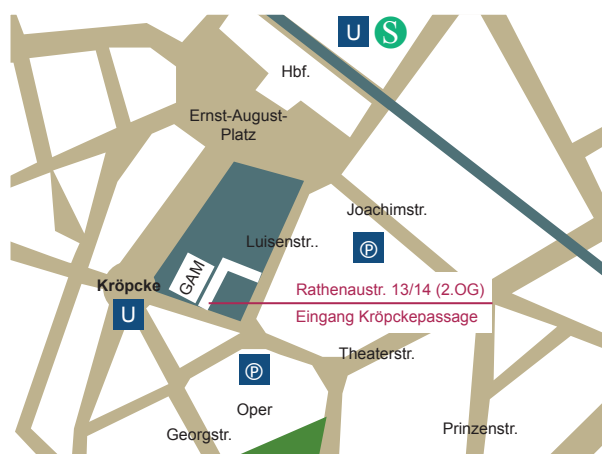 U S
Hbf.
Ernst-August-
Platz
Joachimstr.
Luisenstr..
P
GAM
Kröpcke
U
Rathenaustr. 13/14 (2.OG)
Eingang Kröpckepassage
Theaterstr.
P
Oper
Georgstr.
Prinzenstr.